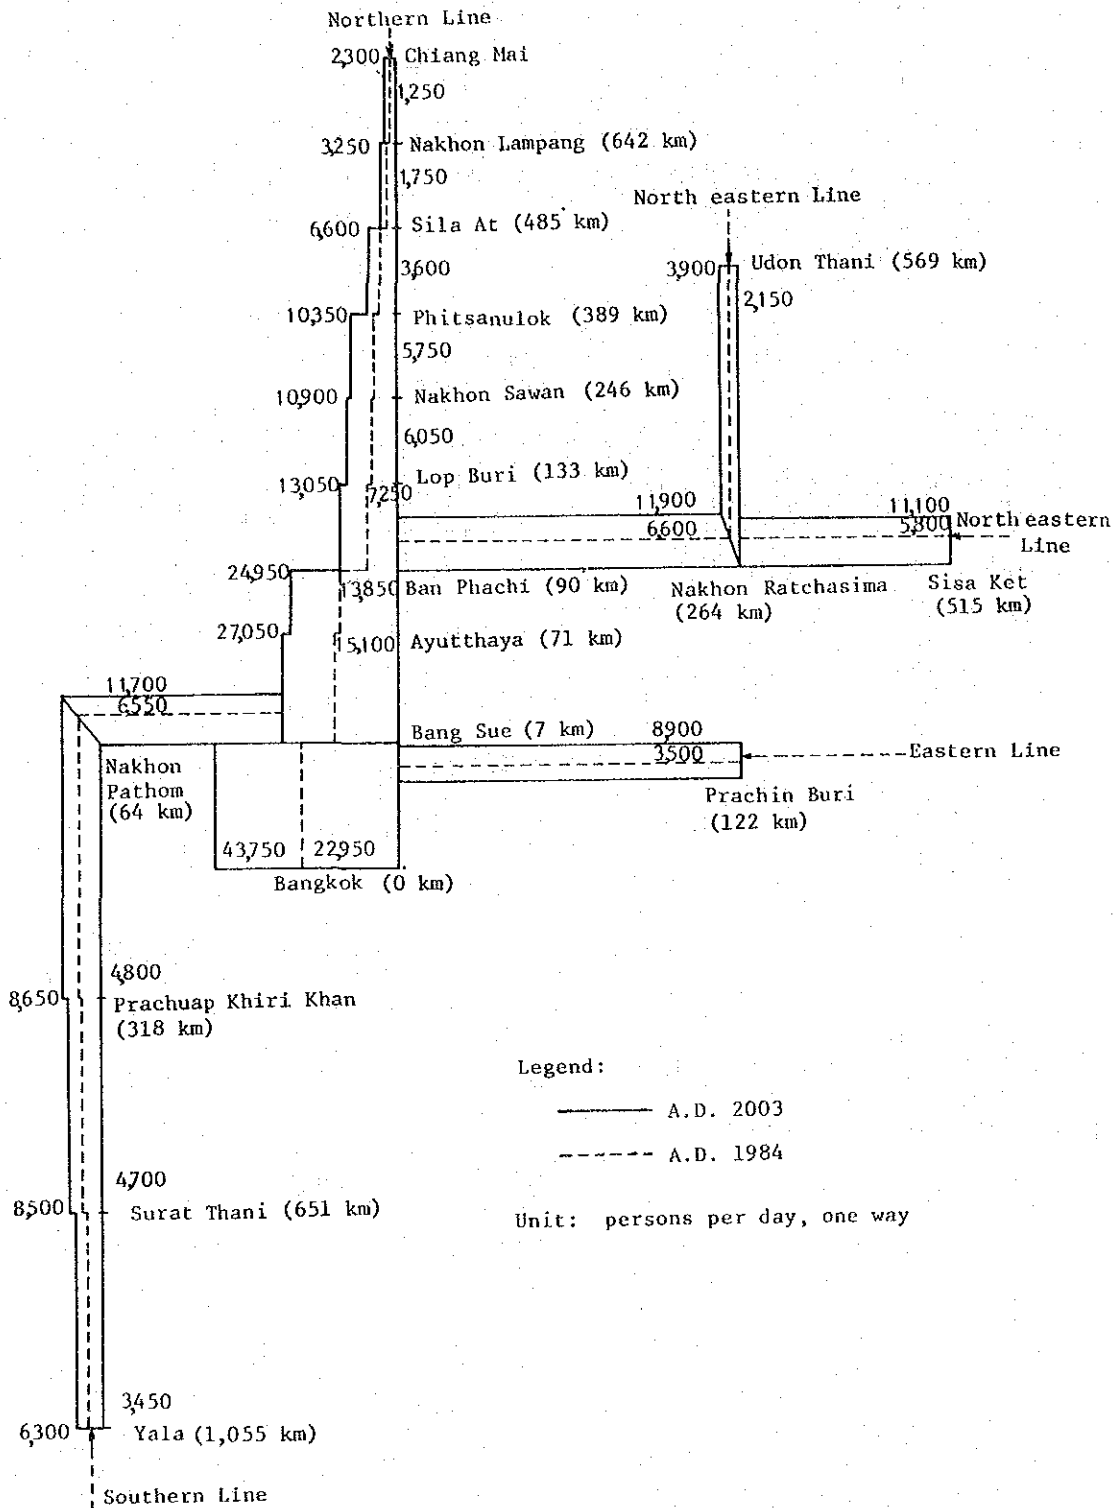 Northern Line
2,300 Chiang Mai
1,250
3,250 Nakhon Lampang (642 km)
1,750
North eastern Line
6,600 Sila At (485 km)
3,600
3,900 Udon Thani (569 km)
2,150
10,350 Phitsanulok (389 km)
5,750
10,900 Nakhon Sawan (246 km)
6,050
13,050 7,250 Lop Buri (133 km)
11,900
6,600
11,100
5,800
North eastern
Line
24,950 13,850 Ban Phachi (90 km)
Nakhon Ratchasima
(264 km)
Sisa Ket
(515 km)
27,050 15,100 Ayutthaya (71 km)
11,700
6,550
Bang Sue (7 km)
8,900
3,500
Eastern Line
Nakhon
Pathom
(64 km)
Prachin Buri
(122 km)
43,750 22,950
Bangkok (0 km)
4,800
8,650 Prachuap Khiri Khan
(318 km)
Legend:
A.D. 2003
A.D. 1984
4,700
8,500 Surat Thani (651 km)
Unit: persons per day, one way
3,450
6,300 Yala (1,055 km)
Southern Line